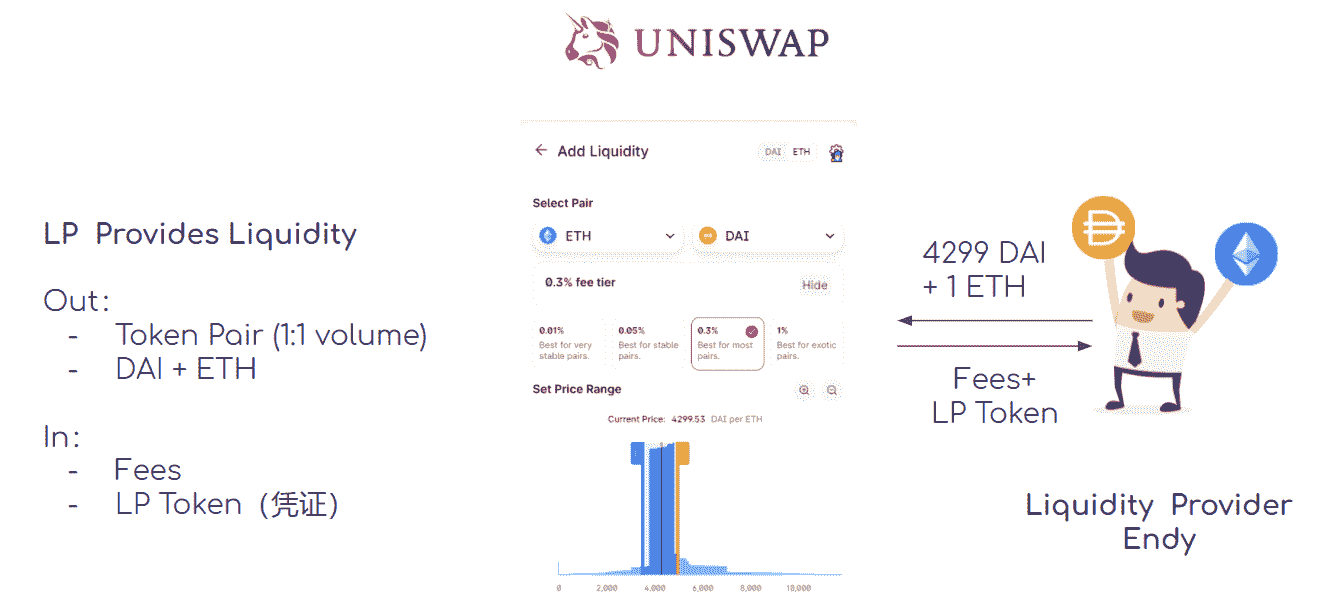 UNISWAP
LP Provides Liquidity
Out:
- Token Pair (1:1 volume)
- DAI + ETH
In:
- Fees
- LP Token (凭证)
← Add Liquidity
DAI ETH
Select Pair
ETH
DAI
0.3% fee tier
Hide
0.01%
Best for very
stable pairs.
0.05%
Best for stable
pairs.
0.3%
Best for most
pairs.
1%
Best for exotic
pairs.
Set Price Range
Current Price: 4299.53 DAI per ETH
0 2,000 4,000 6,000 8,000 10,000
4299 DAI
+ 1 ETH
Fees+
LP Token
Liquidity Provider
Endy